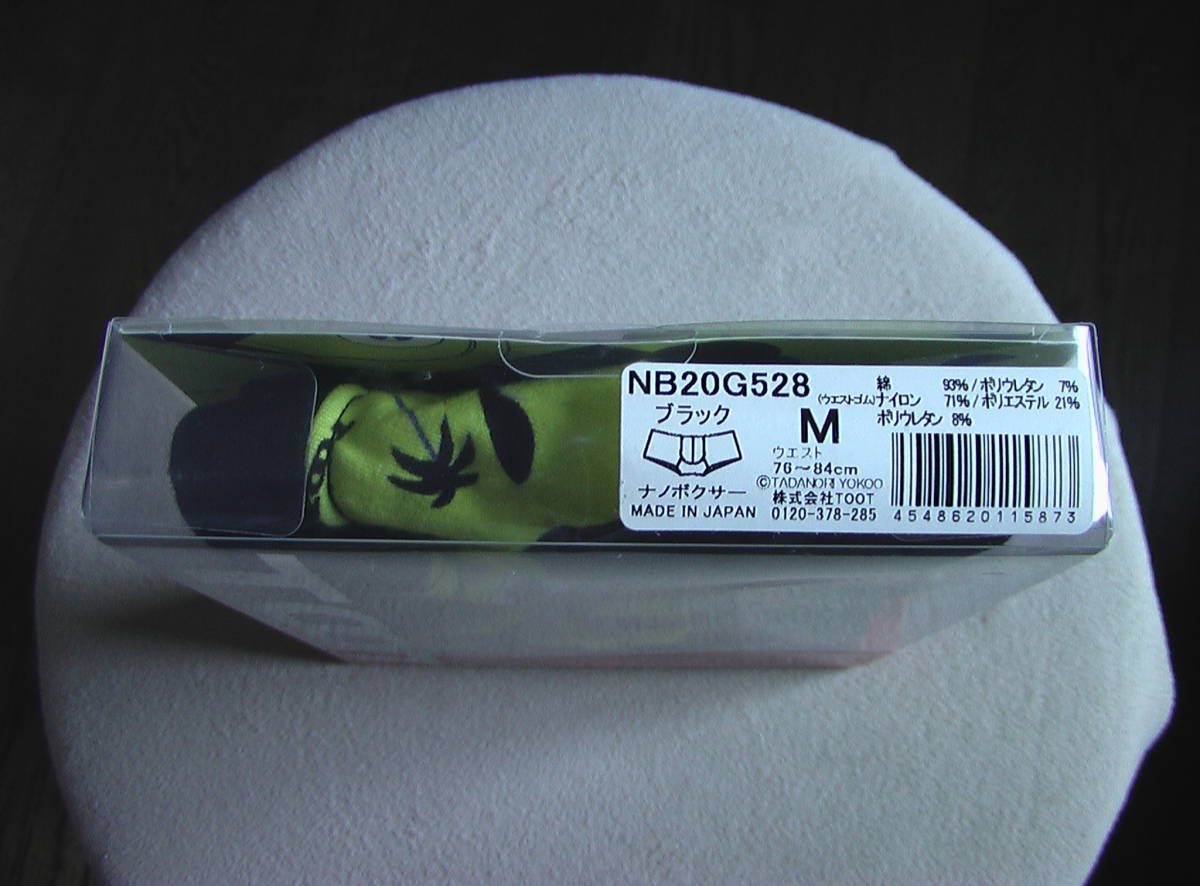 NB20G528
ブラック
綿 93% / ポリウレタン 7%
(ウエストゴム)ナイロン 71% / ポリエステル 21%
ポリウレタン 8%
M
ウエスト
76～84cm
©TADANORI YOKOO
ナノボクサー
株式会社TOOT
MADE IN JAPAN 0120-378-285
4548620115873